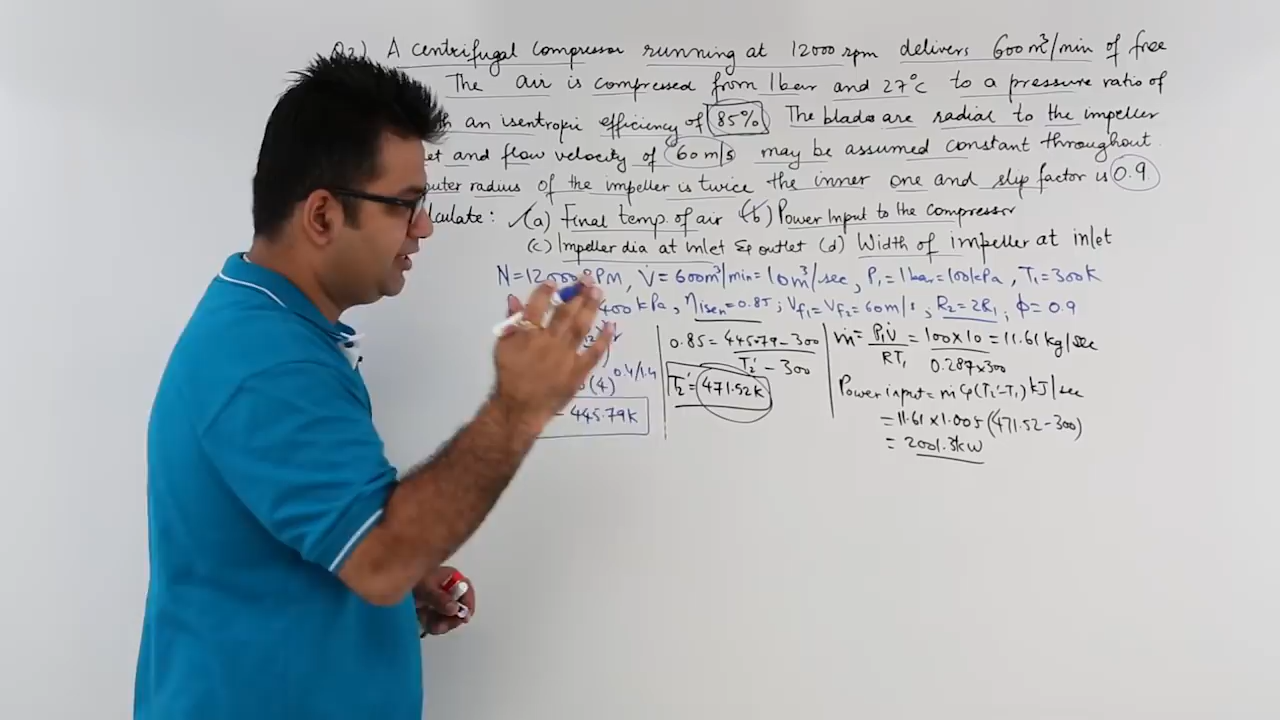 Q2) A centrifugal compressor running at 12000 rpm delivers 600 m³/min of free
The air is compressed from 1 bar and 27°C to a pressure ratio of
an isentropic efficiency of 85% The blades are radial to the impeller
and flow velocity of 60 m/s may be assumed constant throughout.
outer radius of the impeller is twice the inner one and slip factor is 0.9.
(a) Final temp. of air (b) Power Input to the compressor
(c) Impeller dia at inlet & outlet (d) Width of impeller at inlet
N=12000RPM, V̇ = 600m³/min = 10m³/sec, P₁ = 1bar=100kPa, T₁=300K
400 kPa, ηisen=0.85; Vf₁=Vf₂=60m/s, R₂=2R₁, ϕ=0.9
(4)^0.4/1.4
= 445.79K
0.85 = 445.79-300 / T₂' - 300
T₂' = 471.52K
ṁ = P₁V̇ / RT₁ = 100×10 / 0.287×300 = 11.61 kg/sec
Power input = ṁ Cp(T₂'-T₁) kJ/sec
= 11.61 × 1.005 (471.52-300)
= 2001.3kW